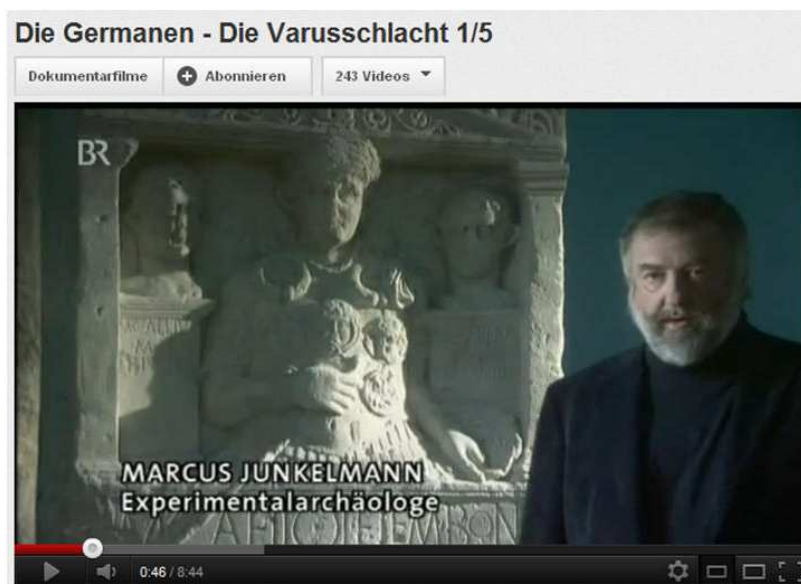 Die Germanen - Die Varusschlacht 1/5
Dokumentarfilme
Abonnieren
243 Videos
BR
MARCUS JUNKELMANN
Experimentalarchäologe
0:46 / 8:44